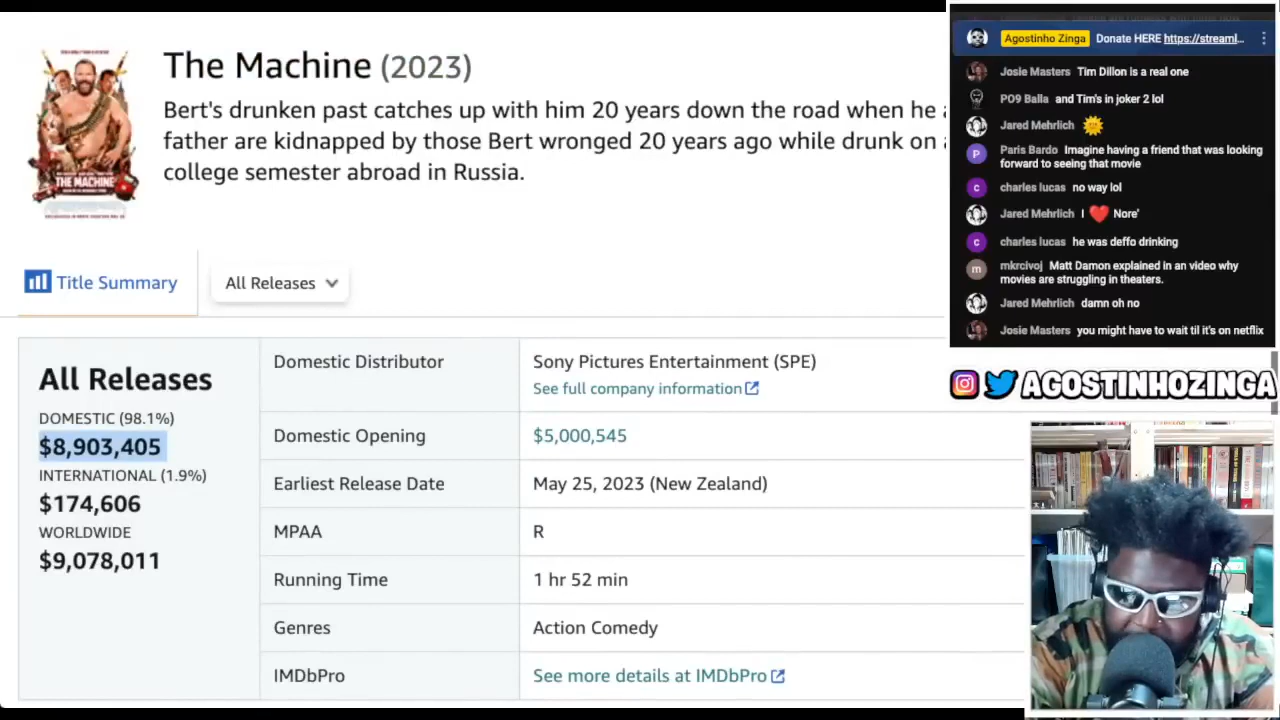 The Machine (2023)
Bert's drunken past catches up with him 20 years down the road when he
father are kidnapped by those Bert wronged 20 years ago while drunk on
college semester abroad in Russia.
THE MACHINE
Title Summary
All Releases
All Releases
DOMESTIC (98.1%)
$8,903,405
INTERNATIONAL (1.9%)
$174,606
WORLDWIDE
$9,078,011
Domestic Distributor
Sony Pictures Entertainment (SPE)
See full company information
Domestic Opening
$5,000,545
Earliest Release Date
May 25, 2023 (New Zealand)
MPAA
R
Running Time
1 hr 52 min
Genres
Action Comedy
IMDbPro
See more details at IMDbPro
Agostinho Zinga Donate HERE https://streaml...
Josie Masters Tim Dillon is a real one
PO9 Balla and Tim's in joker 2 lol
Jared Mehrlich
P
Paris Bardo Imagine having a friend that was looking
forward to seeing that movie
c
charles lucas no way lol
Jared Mehrlich I ❤️ Nore'
c
charles lucas he was deffo drinking
m
mkrcivoj Matt Damon explained in an video why
movies are struggling in theaters.
Jared Mehrlich damn oh no
Josie Masters you might have to wait til it's on netflix
AGOSTINHOZINGA